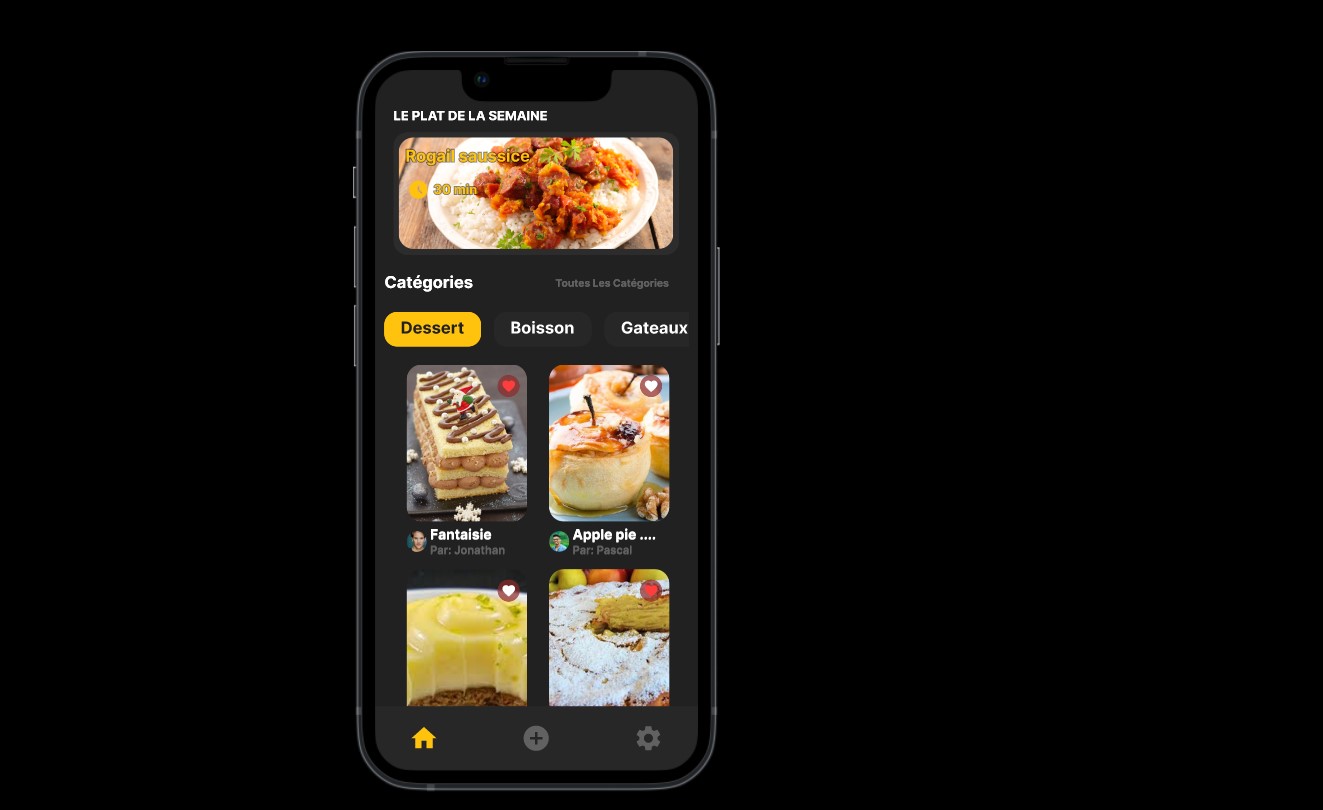 LE PLAT DE LA SEMAINE
Rogail saussice
30 min
Catégories
Toutes Les Catégories
Dessert
Boisson
Gateaux
Fantaisie
Par: Jonathan
Apple pie ....
Par: Pascal